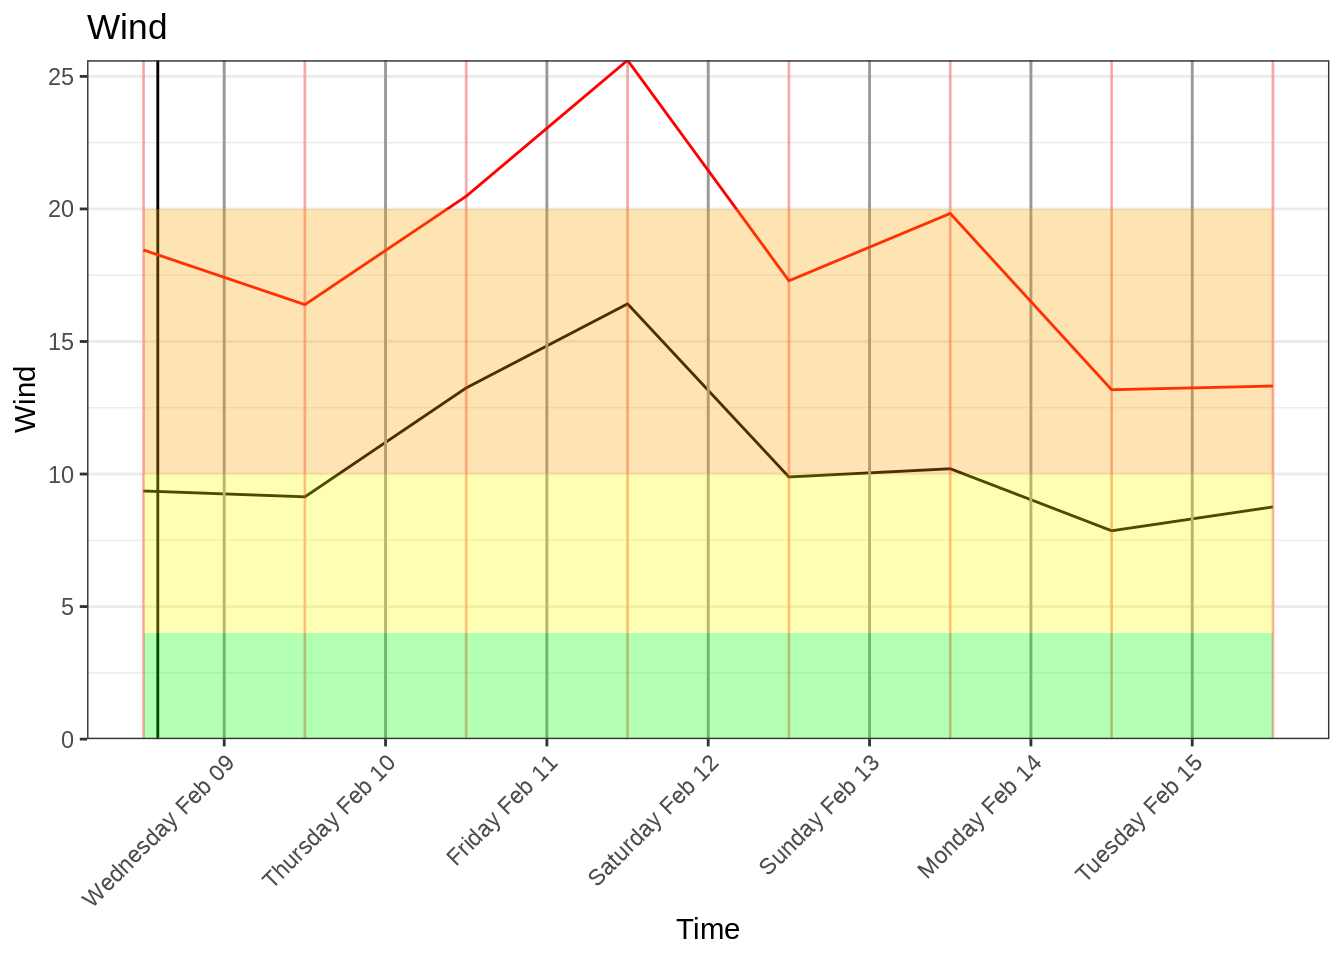 Wind
25
20
15
10
5
0
Wind
Wednesday Feb 09
Thursday Feb 10
Friday Feb 11
Saturday Feb 12
Sunday Feb 13
Monday Feb 14
Tuesday Feb 15
Time